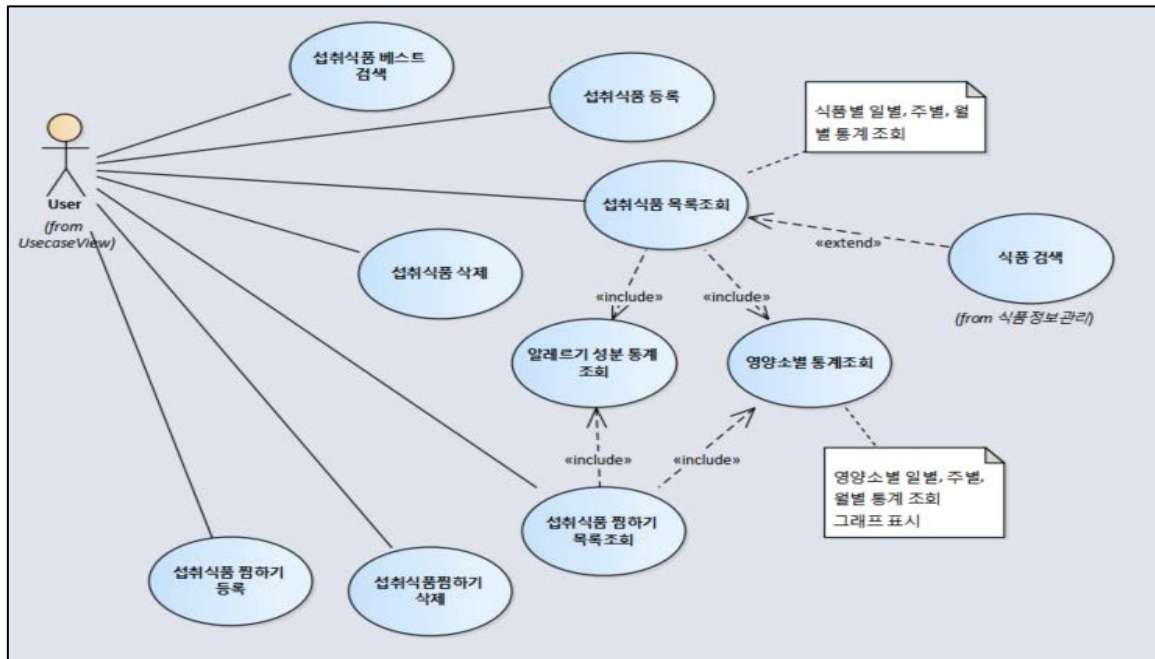 섭취식품 베스트
검색
섭취식품 등록
식품별 일별, 주별, 월
별 통계 조회
User
(from
UsecaseView)
섭취식품 목록조회
«extend»
식품 검색
(from 식품정보관리)
섭취식품 삭제
«include»
«include»
알레르기 성분 통계
조회
영양소별 통계조회
«include»
«include»
영양소별 일별, 주별,
월별 통계 조회
그래프 표시
섭취식품 찜하기
목록조회
섭취식품 찜하기
등록
섭취식품찜하기
삭제